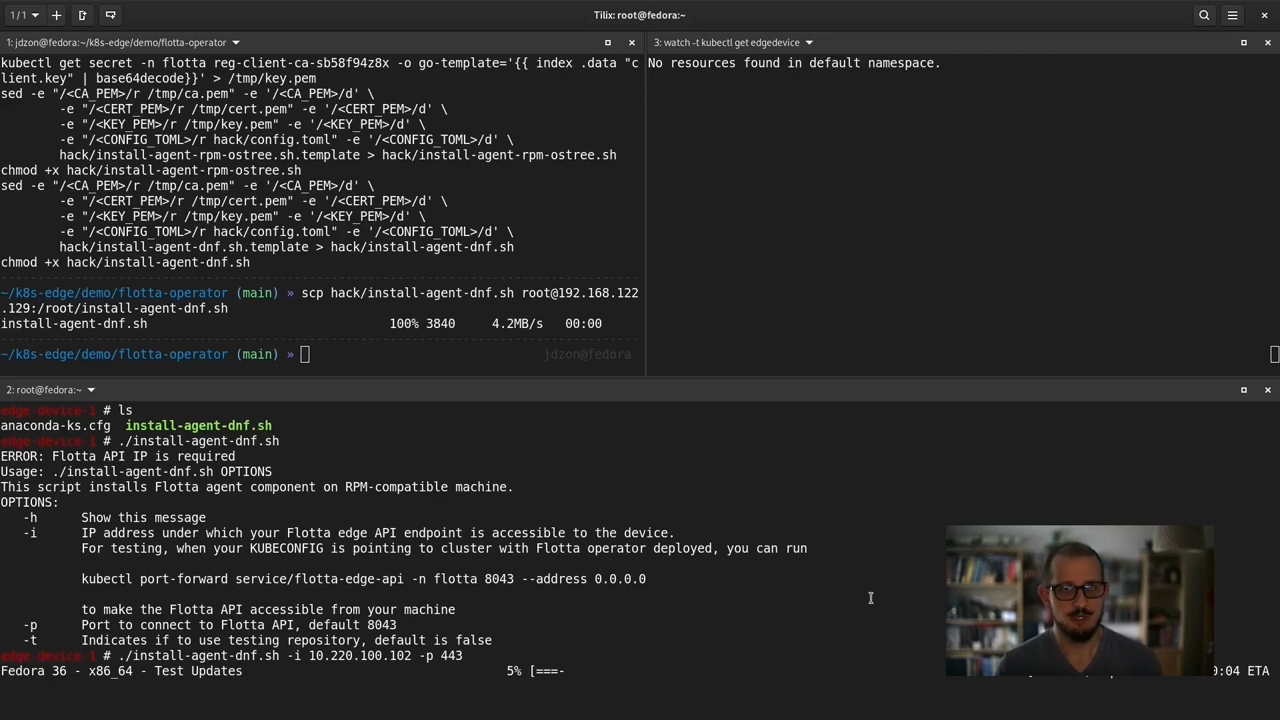 1/1
Tilix: root@fedora:~
1: jdzon@fedora:~/k8s-edge/demo/flotta-operator
kubectl get secret -n flotta reg-client-ca-sb58f94z8x -o go-template='{{ index .data "c
lient.key" | base64decode}}' > /tmp/key.pem
sed -e "/<CA_PEM>/r /tmp/ca.pem" -e '/<CA_PEM>/d' \
-e "/<CERT_PEM>/r /tmp/cert.pem" -e '/<CERT_PEM>/d' \
-e "/<KEY_PEM>/r /tmp/key.pem" -e '/<KEY_PEM>/d' \
-e "/<CONFIG_TOML>/r hack/config.toml" -e '/<CONFIG_TOML>/d' \
hack/install-agent-rpm-ostree.sh.template > hack/install-agent-rpm-ostree.sh
chmod +x hack/install-agent-rpm-ostree.sh
sed -e "/<CA_PEM>/r /tmp/ca.pem" -e '/<CA_PEM>/d' \
-e "/<CERT_PEM>/r /tmp/cert.pem" -e '/<CERT_PEM>/d' \
-e "/<KEY_PEM>/r /tmp/key.pem" -e '/<KEY_PEM>/d' \
-e "/<CONFIG_TOML>/r hack/config.toml" -e '/<CONFIG_TOML>/d' \
hack/install-agent-dnf.sh.template > hack/install-agent-dnf.sh
chmod +x hack/install-agent-dnf.sh
~/k8s-edge/demo/flotta-operator (main) » scp hack/install-agent-dnf.sh root@192.168.122
.129:/root/install-agent-dnf.sh
install-agent-dnf.sh 100% 3840 4.2MB/s 00:00
~/k8s-edge/demo/flotta-operator (main) » jdzon@fedora
3: watch -t kubectl get edgedevice
No resources found in default namespace.
2: root@fedora:~
edge-device-1 # ls
anaconda-ks.cfg install-agent-dnf.sh
edge-device-1 # ./install-agent-dnf.sh
ERROR: Flotta API IP is required
Usage: ./install-agent-dnf.sh OPTIONS
This script installs Flotta agent component on RPM-compatible machine.
OPTIONS:
-h Show this message
-i IP address under which your Flotta edge API endpoint is accessible to the device.
For testing, when your KUBECONFIG is pointing to cluster with Flotta operator deployed, you can run
kubectl port-forward service/flotta-edge-api -n flotta 8043 --address 0.0.0.0
to make the Flotta API accessible from your machine
-p Port to connect to Flotta API, default 8043
-t Indicates if to use testing repository, default is false
edge-device-1 # ./install-agent-dnf.sh -i 10.220.100.102 -p 443
Fedora 36 - x86_64 - Test Updates 5% [===- 0:04 ETA